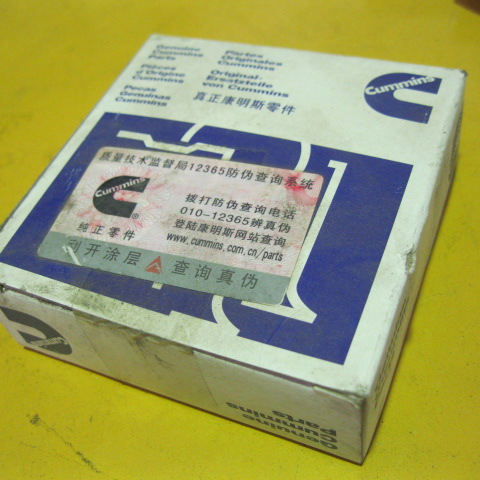 Genuine
Cummins
Parts
Partes
Originales
Cummins
Cummins
Pièces
d'Origine
Cummins
Original-
Ersatzteile
von Cummins
Pecas
Genuinas
Cummins
真正康明斯零件
质量技术监督局12365防伪查询系统
Cummins
®
纯正零件
拨打防伪查询电话
010-12365辨真伪
登陆康明斯网站查询
www.cummins.com.cn/parts
刮开涂层 查询真伪
Cummins
Genuine
Cummins
Parts